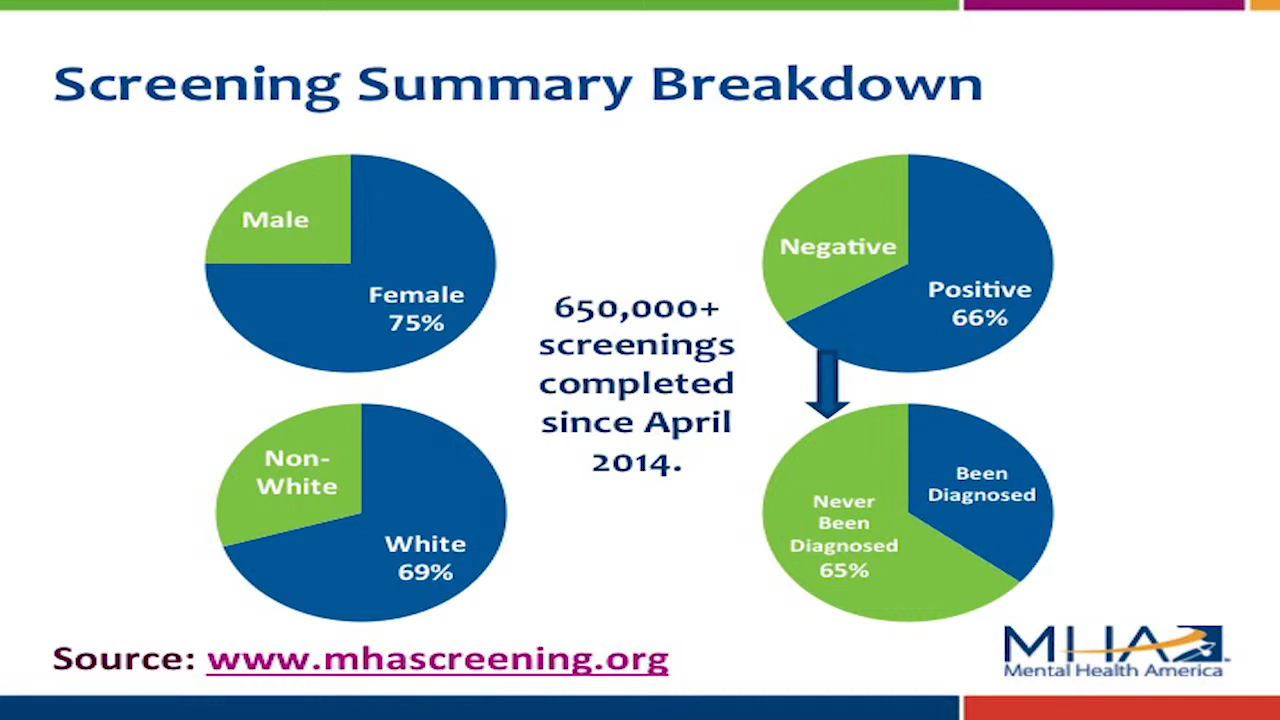 Screening Summary Breakdown
Male
Female
75%
Negative
Positive
66%
650,000+
screenings
completed
since April
2014.
Non-
White
White
69%
Been
Diagnosed
Never
Been
Diagnosed
65%
Source: www.mhascreening.org
MHA
Mental Health America